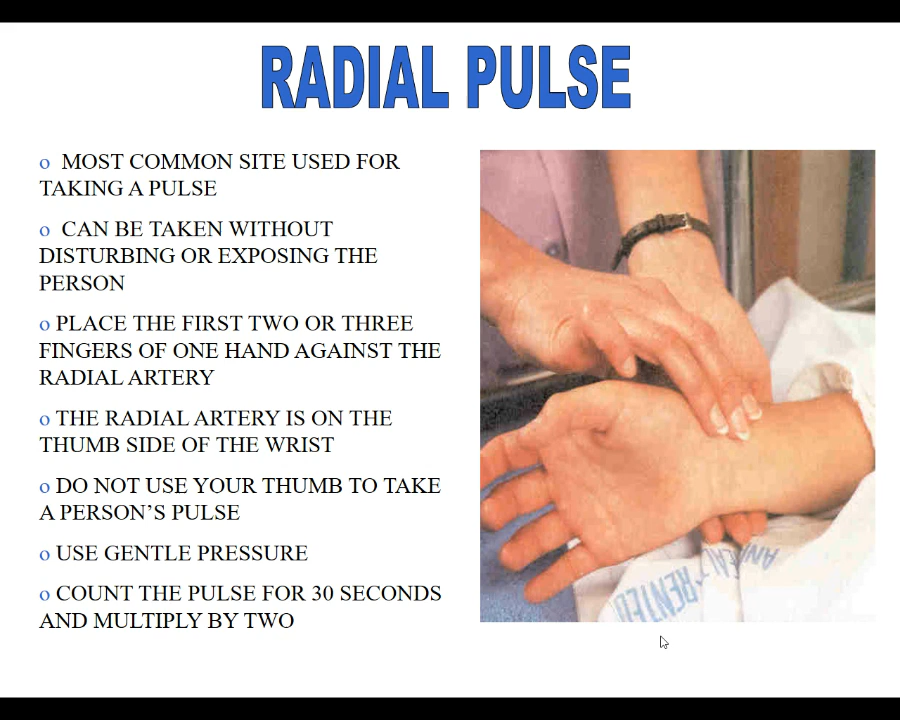 RADIAL PULSE
o MOST COMMON SITE USED FOR
TAKING A PULSE
o CAN BE TAKEN WITHOUT
DISTURBING OR EXPOSING THE
PERSON
o PLACE THE FIRST TWO OR THREE
FINGERS OF ONE HAND AGAINST THE
RADIAL ARTERY
o THE RADIAL ARTERY IS ON THE
THUMB SIDE OF THE WRIST
o DO NOT USE YOUR THUMB TO TAKE
A PERSON’S PULSE
o USE GENTLE PRESSURE
o COUNT THE PULSE FOR 30 SECONDS
AND MULTIPLY BY TWO
RENTED